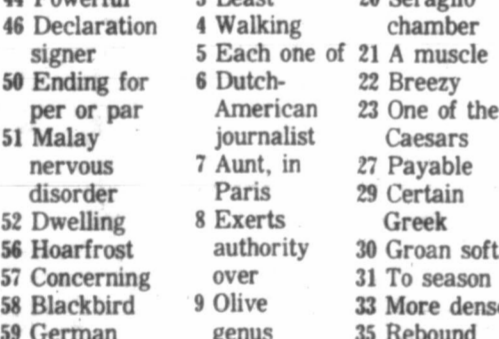 44 Powerful
46 Declaration
signer
50 Ending for
per or par
51 Malay
nervous
disorder
52 Dwelling
56 Hoarfrost
57 Concerning
58 Blackbird
59 German
3 Beast
4 Walking
5 Each one of
6 Dutch-
American
journalist
7 Aunt, in
Paris
8 Exerts
authority
over
9 Olive
genus
20 Seraglio
chamber
21 A muscle
22 Breezy
23 One of the
Caesars
27 Payable
29 Certain
Greek
30 Groan soft
31 To season
33 More dense
35 Rebound